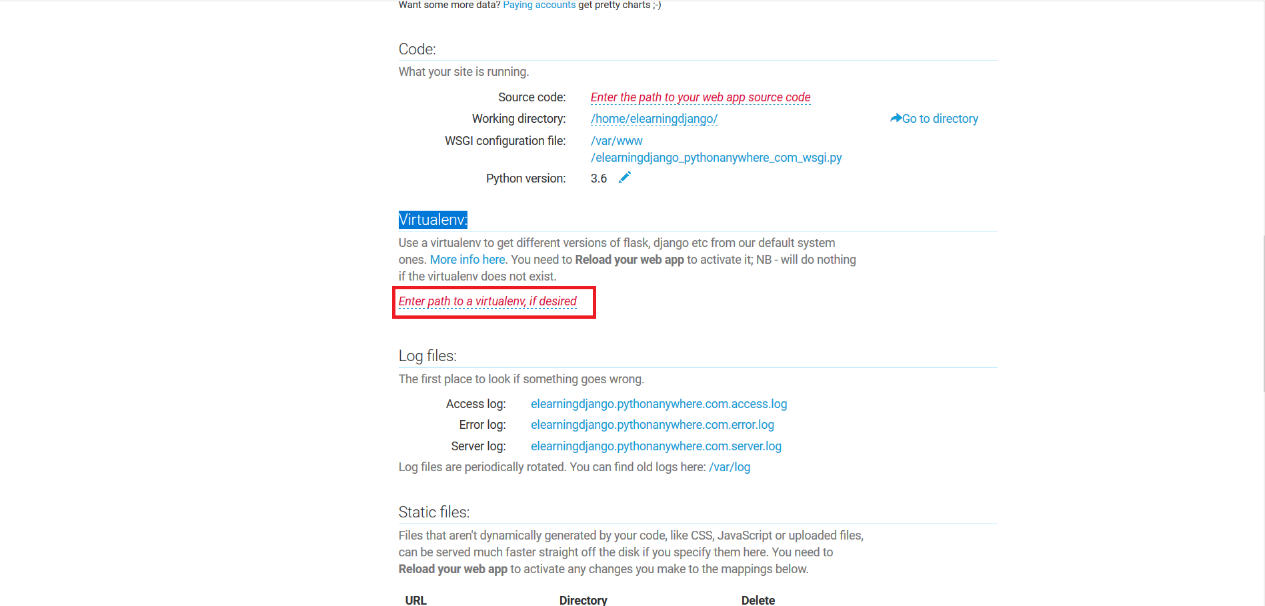 Want some more data? Paying accounts get pretty charts ;-)
Code:
What your site is running.
Source code: Enter the path to your web app source code
Working directory: /home/elearningdjango/ Go to directory
WSGI configuration file: /var/www
/elearningdjango_pythonanywhere_com_wsgi.py
Python version: 3.6
Virtualenv:
Use a virtualenv to get different versions of flask, django etc from our default system
ones. More info here. You need to Reload your web app to activate it; NB - will do nothing
if the virtualenv does not exist.
Enter path to a virtualenv, if desired
Log files:
The first place to look if something goes wrong.
Access log: elearningdjango.pythonanywhere.com.access.log
Error log: elearningdjango.pythonanywhere.com.error.log
Server log: elearningdjango.pythonanywhere.com.server.log
Log files are periodically rotated. You can find old logs here: /var/log
Static files:
Files that aren't dynamically generated by your code, like CSS, JavaScript or uploaded files,
can be served much faster straight off the disk if you specify them here. You need to
Reload your web app to activate any changes you make to the mappings below.
URL Directory Delete